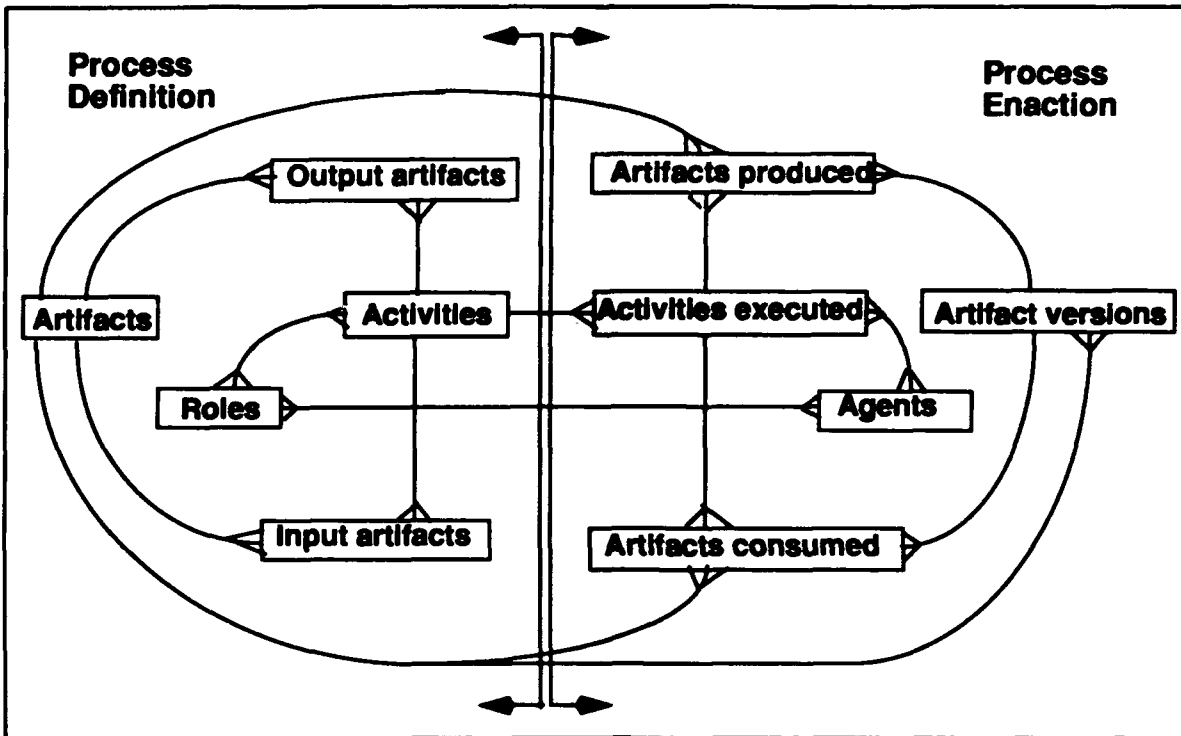 Process
Definition
Process
Enaction
Output artifacts
Artifacts produced
Artifacts
Activities
Activities executed
Artifact versions
Roles
Agents
Input artifacts
Artifacts consumed